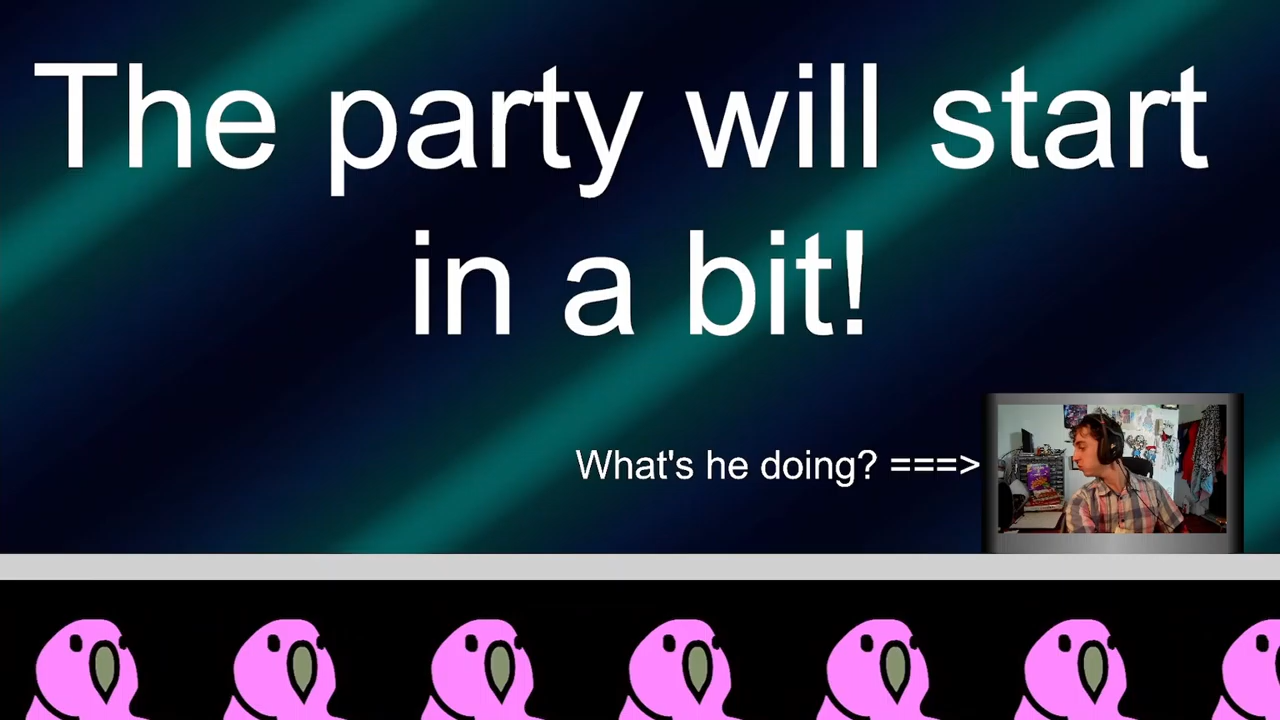 The party will start
in a bit!
What's he doing? ===>